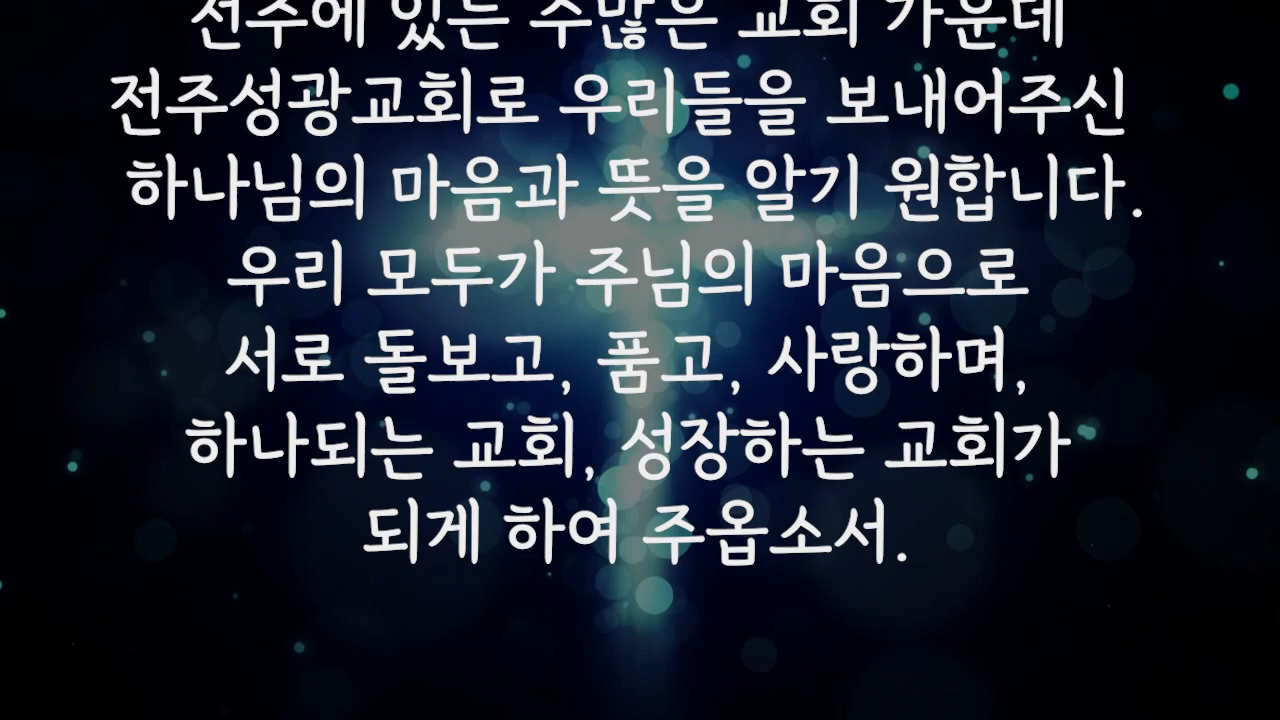 전주에 있는 수많은 교회 가운데
전주성광교회로 우리들을 보내어주신
하나님의 마음과 뜻을 알기 원합니다.
우리 모두가 주님의 마음으로
서로 돌보고, 품고, 사랑하며,
하나되는 교회, 성장하는 교회가
되게 하여 주옵소서.